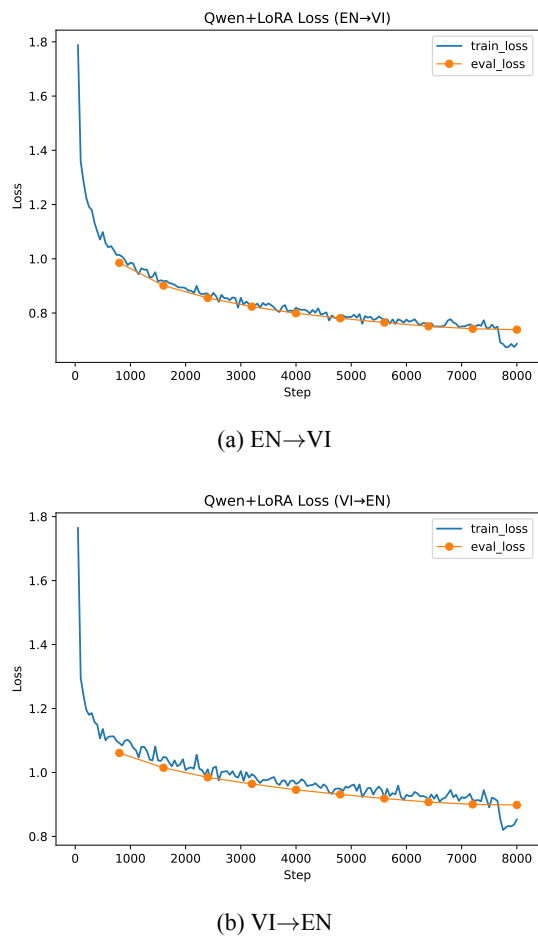 Qwen+LoRA Loss (EN→VI)
train_loss
eval_loss
1.8
1.6
1.4
1.2
1.0
0.8
Loss
0 1000 2000 3000 4000 5000 6000 7000 8000
Step
(a) EN→VI
Qwen+LoRA Loss (VI→EN)
train_loss
eval_loss
1.8
1.6
1.4
1.2
1.0
0.8
Loss
0 1000 2000 3000 4000 5000 6000 7000 8000
Step
(b) VI→EN